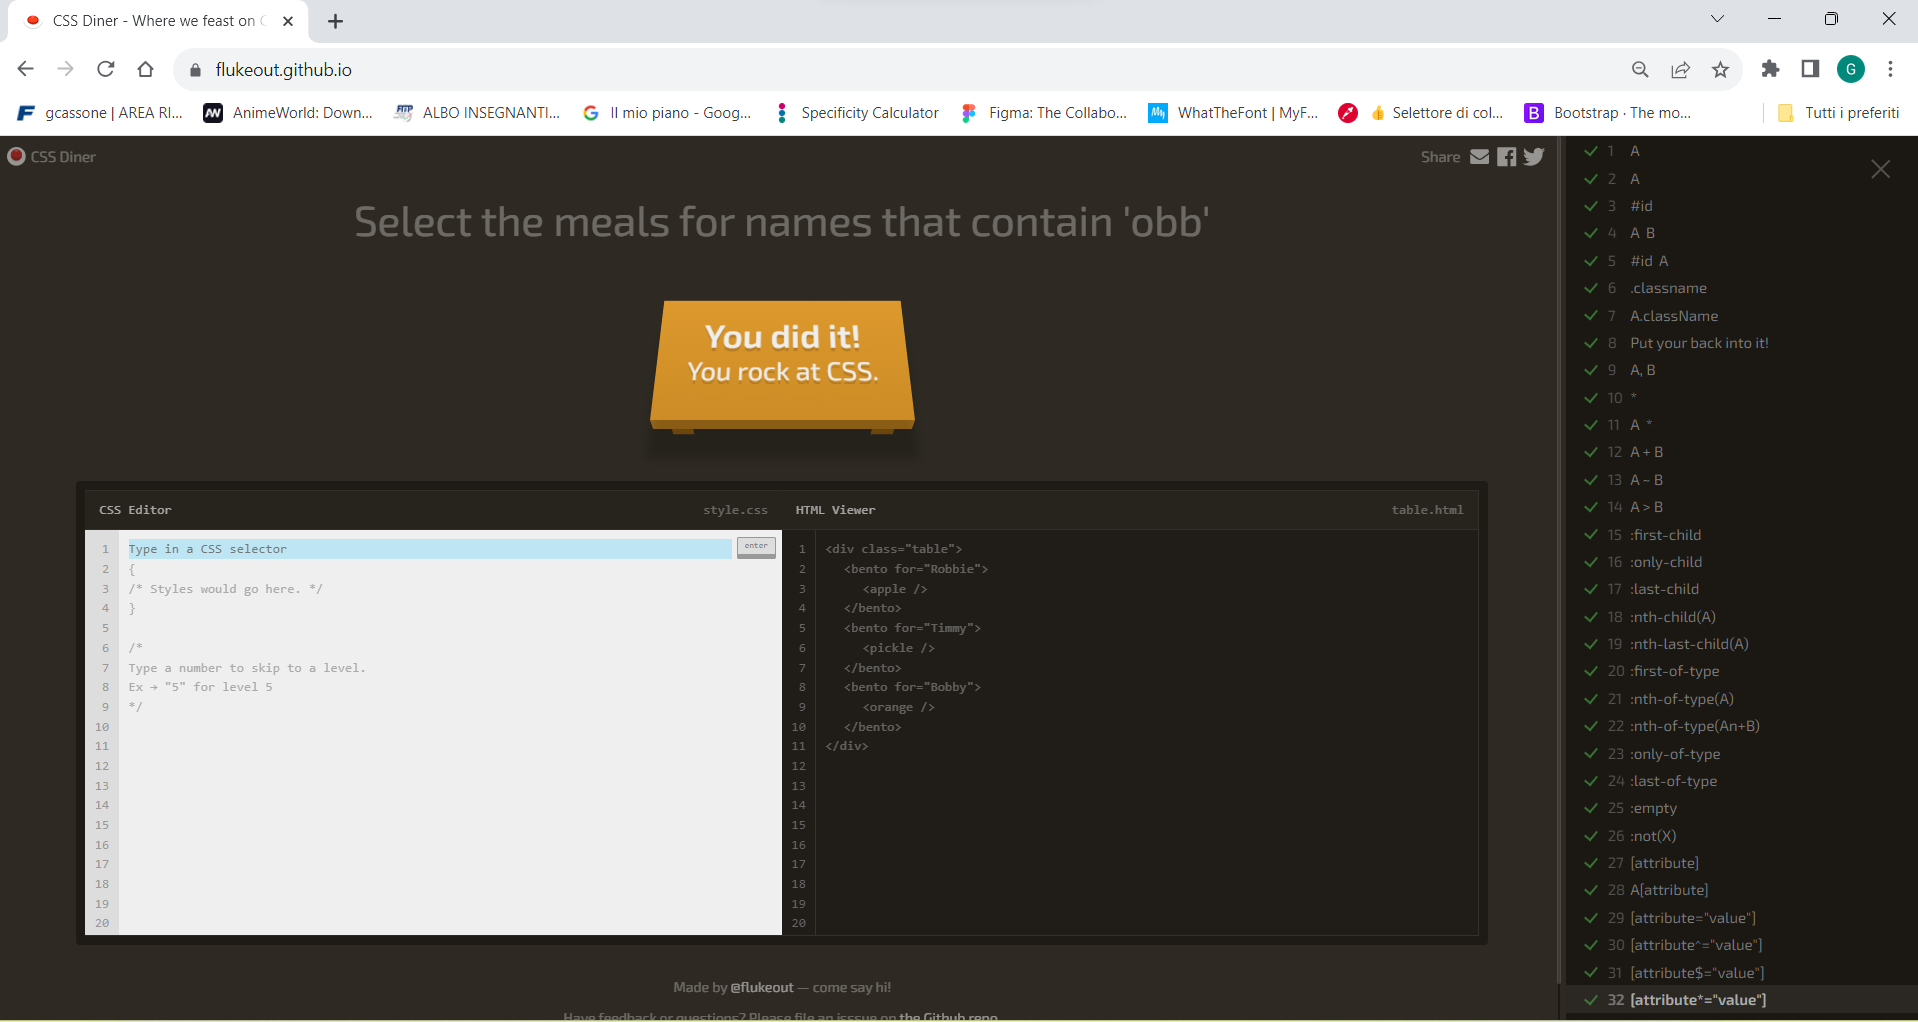 CSS Diner - Where we feast on C
flukeout.github.io
G
gcassone | AREA RI...
AnimeWorld: Down...
ALBO INSEGNANTI...
Il mio piano - Goog...
Specificity Calculator
Figma: The Collabo...
WhatTheFont | MyF...
👍 Selettore di col...
Bootstrap · The mo...
Tutti i preferiti
CSS Diner
Share
Select the meals for names that contain 'obb'
You did it!
You rock at CSS.
CSS Editor
style.css
1 Type in a CSS selector
enter
2 {
3 /* Styles would go here. */
4 }
5
6 /*
7 Type a number to skip to a level.
8 Ex → "5" for level 5
9 */
10
11
12
13
14
15
16
17
18
19
20
HTML Viewer
table.html
1 <div class="table">
2 <bento for="Robbie">
3 <apple />
4 </bento>
5 <bento for="Timmy">
6 <pickle />
7 </bento>
8 <bento for="Bobby">
9 <orange />
10 </bento>
11 </div>
12
13
14
15
16
17
18
19
20
Made by @flukeout — come say hi!
Have feedback or questions? Please file an isssue on the Github repo
1 A
2 A
3 #id
4 A B
5 #id A
6 .classname
7 A.className
8 Put your back into it!
9 A, B
10 *
11 A *
12 A + B
13 A ~ B
14 A > B
15 :first-child
16 :only-child
17 :last-child
18 :nth-child(A)
19 :nth-last-child(A)
20 :first-of-type
21 :nth-of-type(A)
22 :nth-of-type(An+B)
23 :only-of-type
24 :last-of-type
25 :empty
26 :not(X)
27 [attribute]
28 A[attribute]
29 [attribute="value"]
30 [attribute^="value"]
31 [attribute$="value"]
32 [attribute*="value"]